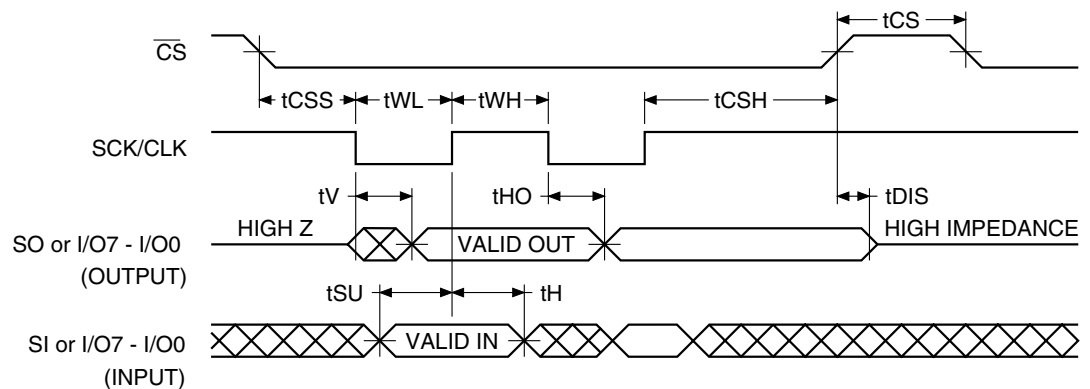 tCS
CS
tCSS tWL tWH tCSH
SCK/CLK
tV tHO tDIS
HIGH Z VALID OUT HIGH IMPEDANCE
SO or I/O7 - I/O0
(OUTPUT)
tSU tH
SI or I/O7 - I/O0 VALID IN
(INPUT)